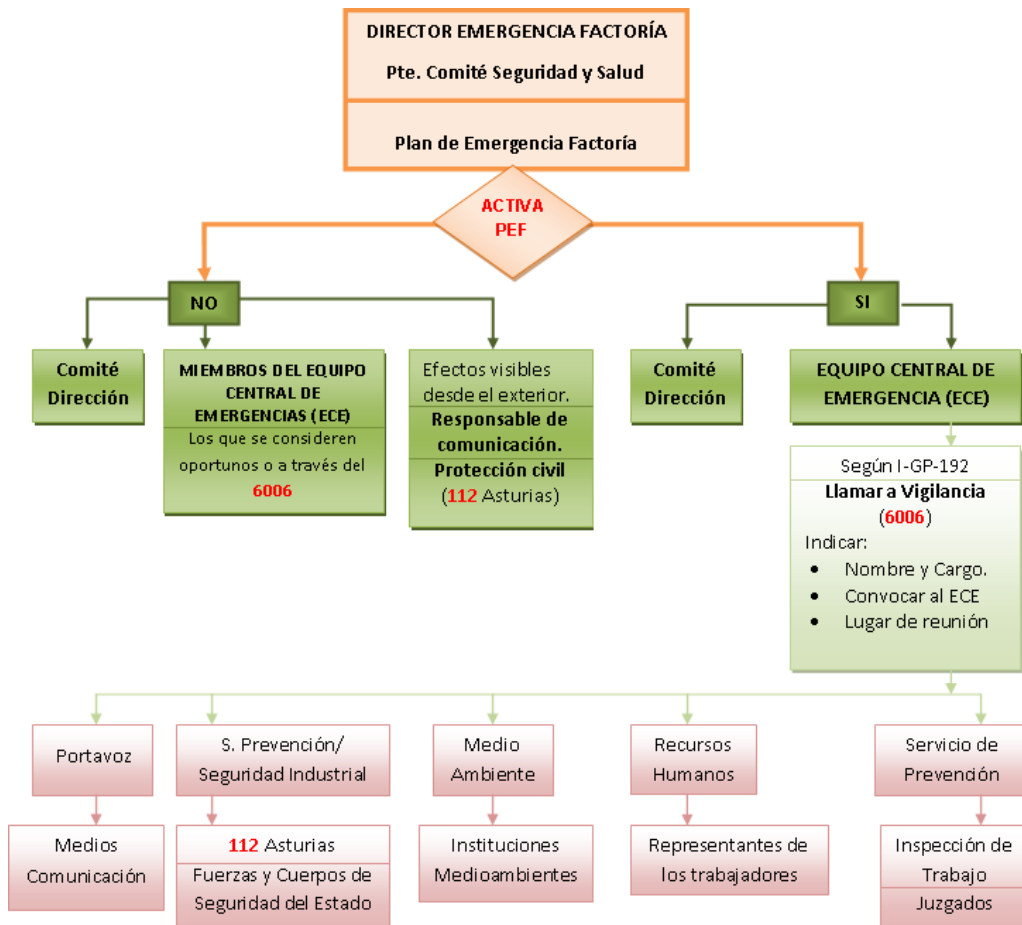 DIRECTOR EMERGENCIA FACTORÍA
Pte. Comité Seguridad y Salud
Plan de Emergencia Factoría
ACTIVA
PEF
NO
SI
Comité
Dirección
MIEMBROS DEL EQUIPO
CENTRAL DE
EMERGENCIAS (ECE)
Los que se consideren
oportunos o a través del
6006
Efectos visibles
desde el exterior.
Responsable de
comunicación.
Protección civil
(112 Asturias)
Comité
Dirección
EQUIPO CENTRAL DE
EMERGENCIA (ECE)
Según I-GP-192
Llamar a Vigilancia
(6006)
Indicar:
• Nombre y Cargo.
• Convocar al ECE
• Lugar de reunión
Portavoz
S. Prevención/
Seguridad Industrial
Medio
Ambiente
Recursos
Humanos
Servicio de
Prevención
Medios
Comunicación
112 Asturias
Fuerzas y Cuerpos de
Seguridad del Estado
Instituciones
Medioambientes
Representantes de
los trabajadores
Inspección de
Trabajo
Juzgados